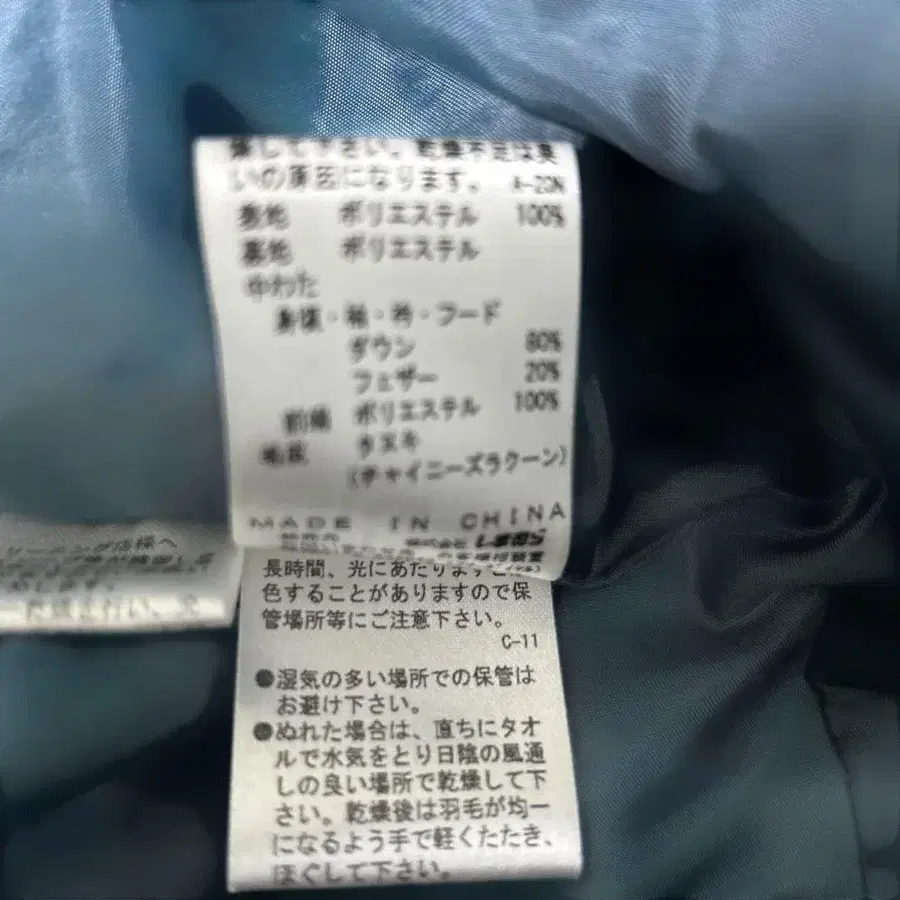 燥して下さい。乾燥不足は臭
いの原因になります。 A-23N
表地 ポリエステル 100%
裏地 ポリエステル
中わた
身頃・袖・衿・フード
ダウン 80%
フェザー 20%
前端 ポリエステル 100%
毛皮 タヌキ
(チャイニーズラクーン)
MADE IN CHINA
株式会社 しまむら
長時間、光にあたりますと
色することがありますので保
管場所等にご注意下さい。
C-11
●湿気の多い場所での保管は
お避け下さい。
●ぬれた場合は、直ちにタオ
ルで水気をとり日陰の風通
しの良い場所で乾燥して下
さい。乾燥後は羽毛が均一
になるよう手で軽くたたき、
ほぐして下さい。